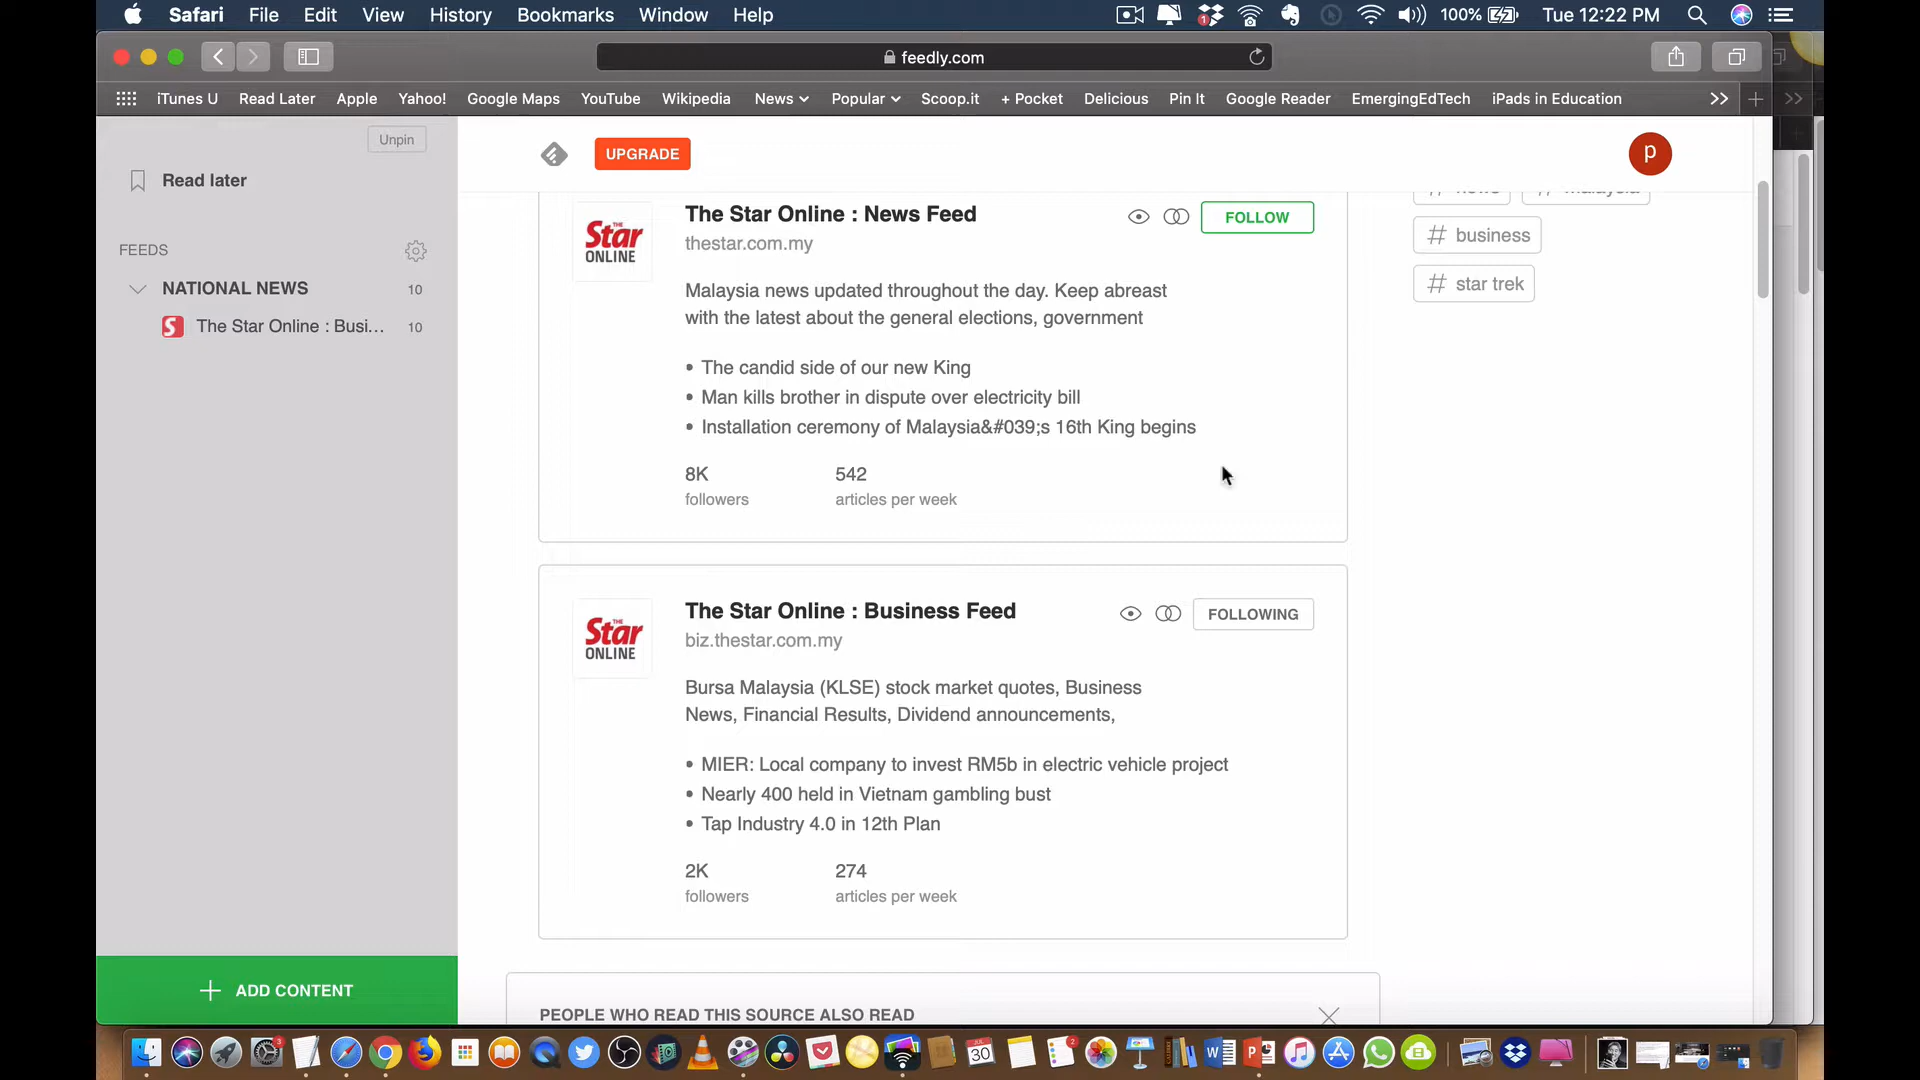 Safari File Edit View History Bookmarks Window Help 1 100% Tue 12:22 PM
feedly.com
iTunes U Read Later Apple Yahoo! Google Maps YouTube Wikipedia News Popular Scoop.it + Pocket Delicious Pin It Google Reader EmergingEdTech iPads in Education
Unpin
Read later
FEEDS
NATIONAL NEWS 10
The Star Online : Busi... 10
ADD CONTENT
UPGRADE
p
The Star Online : News Feed
FOLLOW
thestar.com.my
THE Star ONLINE
Malaysia news updated throughout the day. Keep abreast
with the latest about the general elections, government
• The candid side of our new King
• Man kills brother in dispute over electricity bill
• Installation ceremony of Malaysia&#039;s 16th King begins
8K 542
followers articles per week
The Star Online : Business Feed
FOLLOWING
biz.thestar.com.my
THE Star ONLINE
Bursa Malaysia (KLSE) stock market quotes, Business
News, Financial Results, Dividend announcements,
• MIER: Local company to invest RM5b in electric vehicle project
• Nearly 400 held in Vietnam gambling bust
• Tap Industry 4.0 in 12th Plan
2K 274
followers articles per week
PEOPLE WHO READ THIS SOURCE ALSO READ
# news # malaysia
# business
# star trek
3 JUL 30 2